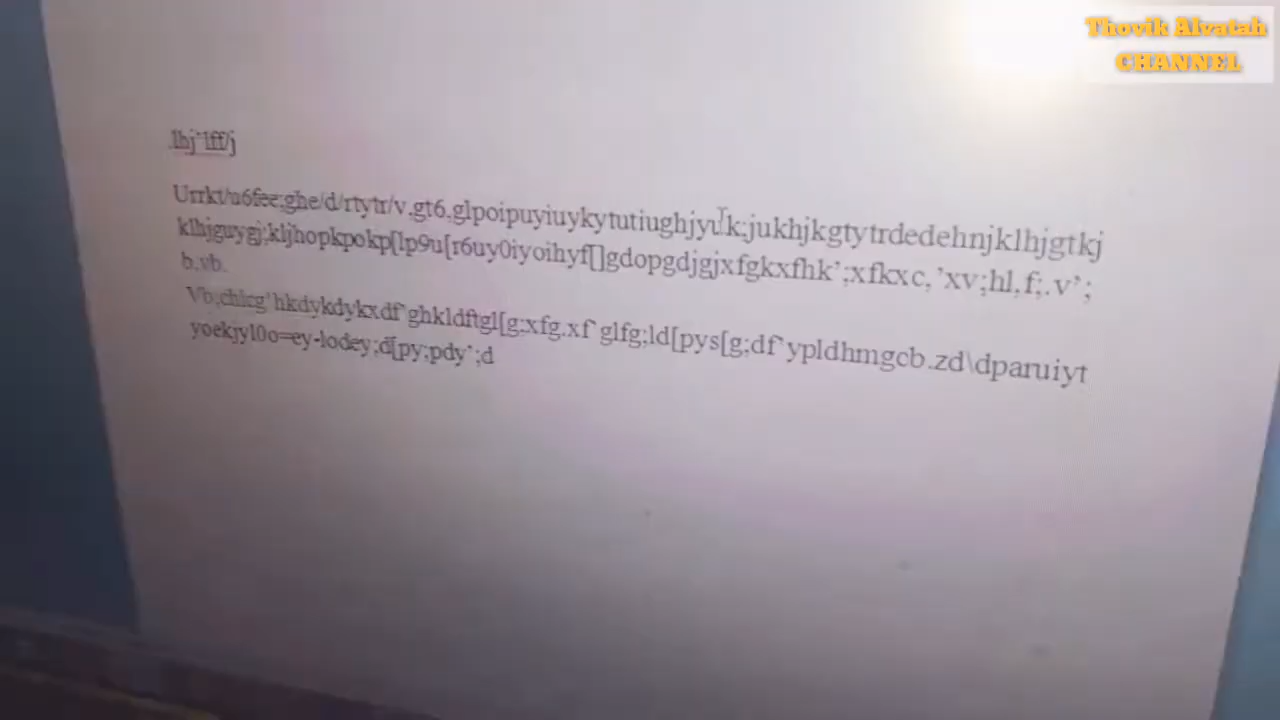 Thovik Alvatah
CHANNEL
.lhj'lff/j
Urrkt/u6fee;ghe/d/rtytr/v,gt6,glpoipuyiuykytutiughjyuk;jukhjkgtytrdedehnjklhjgtkj
klhjguygj;kljhopkpokp[lp9u[r6uy0iyoihyf[]gdopgdjgjxfgkxfhk’;xfkxc,’xv;hl,f;.v’;
b,vb.
Vb,chlcg’hkdykdykxdf’ghkldftgl[g;xfg.xf’glfg;ld[pys[g;df’ypldhmgcb.zd\dparuiyt
yoekjyl0o=ey-lodey;d[py;pdy’;d